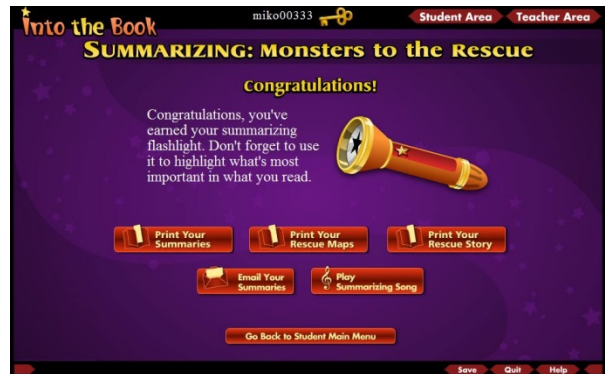 Into the Book
miko00333
Student Area
Teacher Area
SUMMARIZING: Monsters to the Rescue
Congratulations!
Congratulations, you've
earned your summarizing
flashlight. Don't forget to use
it to highlight what's most
important in what you read.
Print Your
Summaries
Print Your
Rescue Maps
Print Your
Rescue Story
Email Your
Summaries
Play
Summarizing Song
Go Back to Student Main Menu
Save
Quit
Help